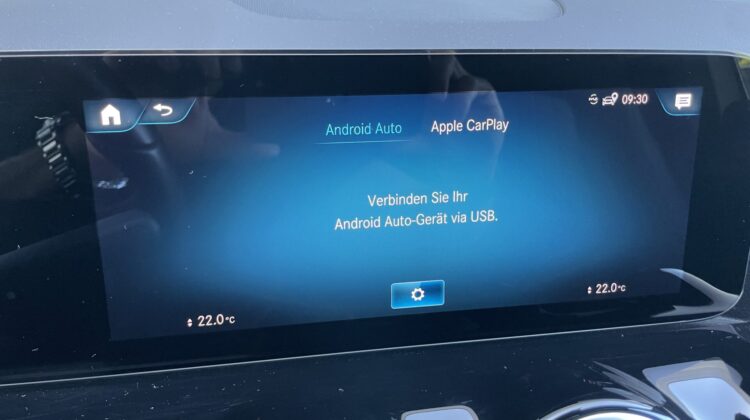 09:30
Android Auto Apple CarPlay
Verbinden Sie Ihr
Android Auto-Gerät via USB.
22.0°C 22.0°C